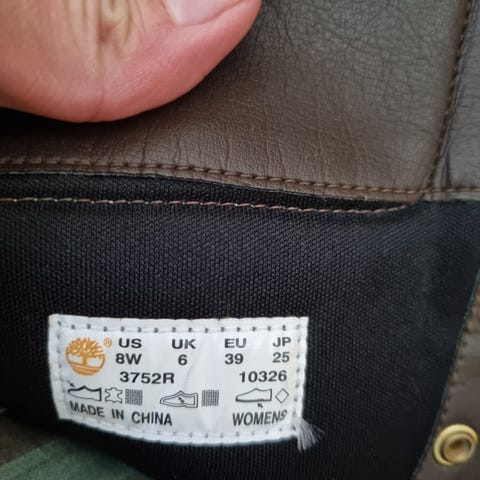 ® US UK EU JP
8W 6 39 25
3752R 10326
MADE IN CHINA WOMENS